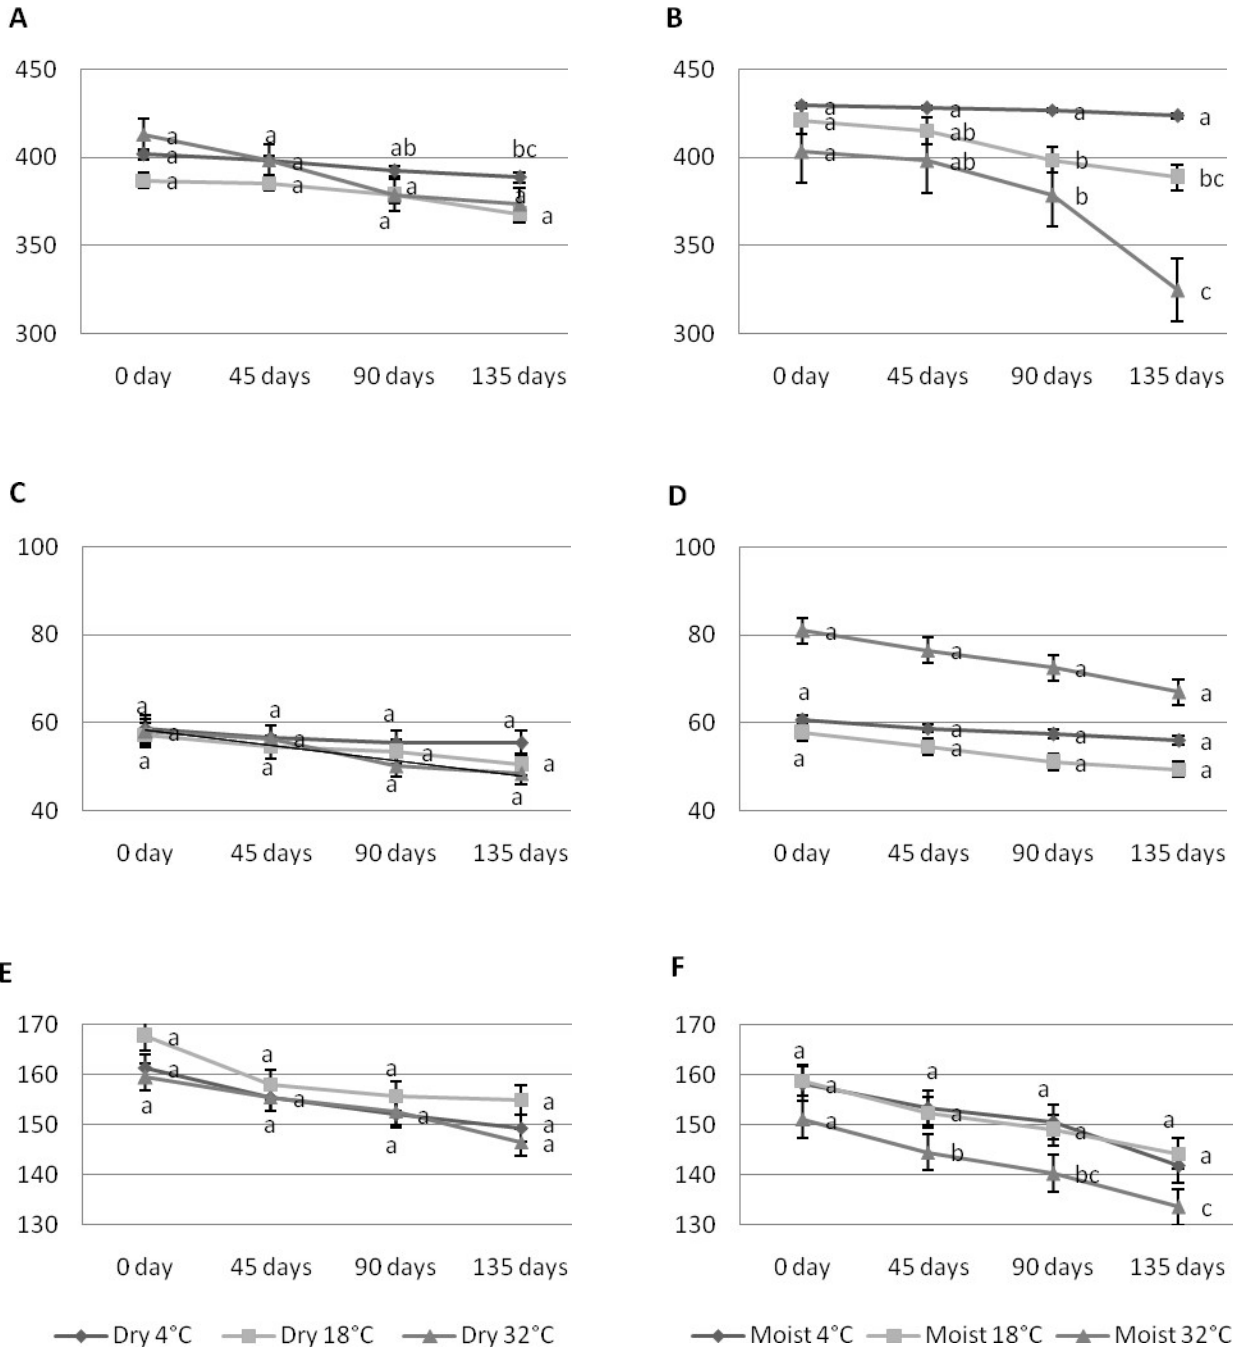 A
B
450
400
350
300
a
a
a
a
a
a
ab
a
a
bc
a
a
0 day
45 days
90 days
135 days
450
400
350
300
a
a
a
a
ab
ab
a
b
b
a
bc
c
0 day
45 days
90 days
135 days
C
D
100
80
60
40
a
a
a
a
a
a
a
a
a
a
a
a
0 day
45 days
90 days
135 days
100
80
60
40
a
a
a
a
a
a
a
a
a
a
a
a
0 day
45 days
90 days
135 days
E
F
170
160
150
140
130
a
a
a
a
a
a
a
a
a
a
a
a
0 day
45 days
90 days
135 days
170
160
150
140
130
a
a
a
a
a
b
a
a
bc
a
a
c
0 day
45 days
90 days
135 days
Dry 4°C
Dry 18°C
Dry 32°C
Moist 4°C
Moist 18°C
Moist 32°C